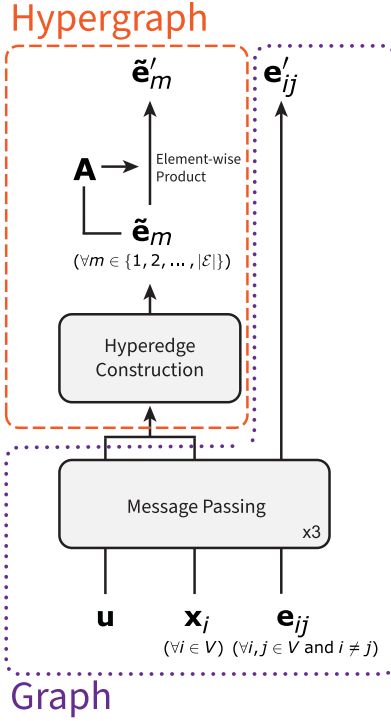 Hypergraph
ẽ′m e′ij
A Element-wise
Product
ẽm
(∀m ∈ {1, 2, ..., |ℰ|})
Hyperedge
Construction
Message Passing
x3
u xi eij
(∀i ∈ V) (∀i, j ∈ V and i ≠ j)
Graph